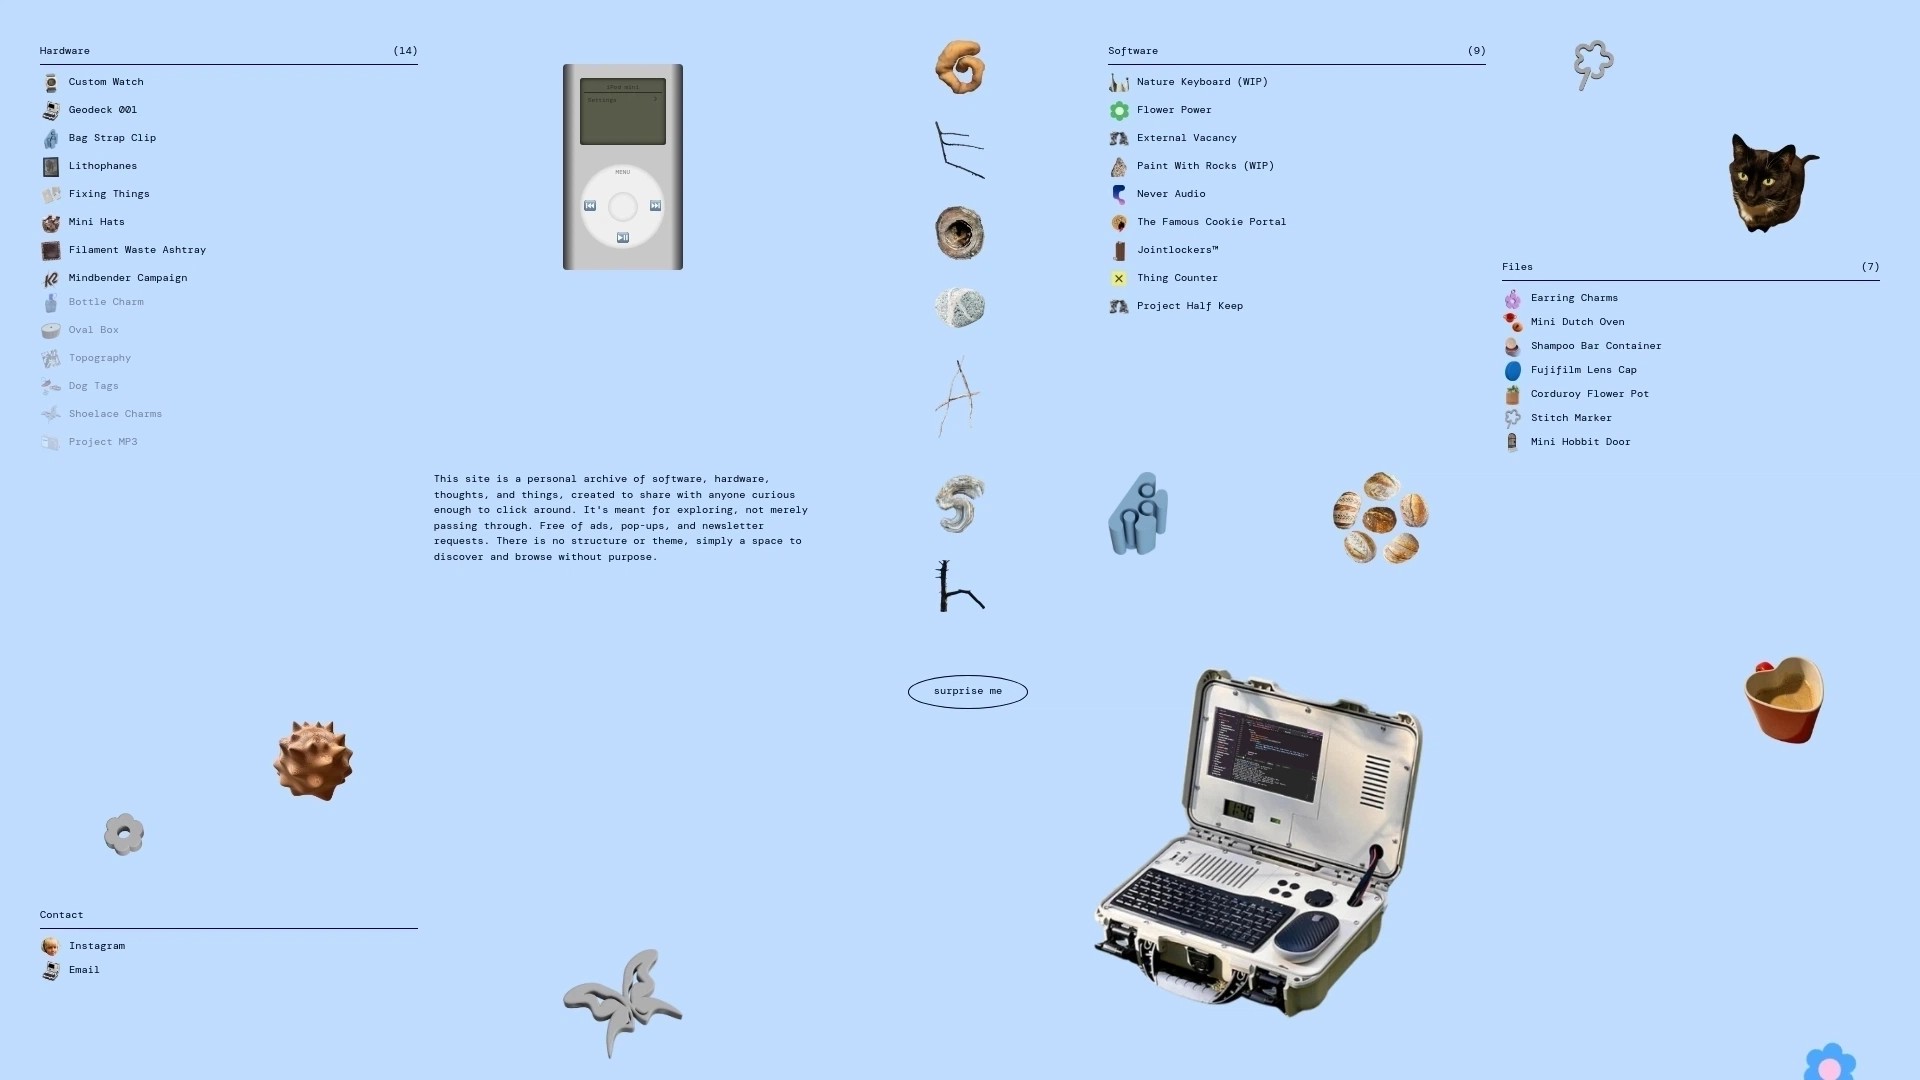 Hardware (14)
Custom Watch
Geodeck 001
Bag Strap Clip
Lithophanes
Fixing Things
Mini Hats
Filament Waste Ashtray
Mindbender Campaign
Bottle Charm
Oval Box
Topography
Dog Tags
Shoelace Charms
Project MP3
iPod mini
Settings >
MENU
This site is a personal archive of software, hardware,
thoughts, and things, created to share with anyone curious
enough to click around. It's meant for exploring, not merely
passing through. Free of ads, pop-ups, and newsletter
requests. There is no structure or theme, simply a space to
discover and browse without purpose.
G
E
O
R
A
S
h
surprise me
Software (9)
Nature Keyboard (WIP)
Flower Power
External Vacancy
Paint With Rocks (WIP)
Never Audio
The Famous Cookie Portal
Jointlockers™
Thing Counter
Project Half Keep
Files (7)
Earring Charms
Mini Dutch Oven
Shampoo Bar Container
Fujifilm Lens Cap
Corduroy Flower Pot
Stitch Marker
Mini Hobbit Door
Contact
Instagram
Email